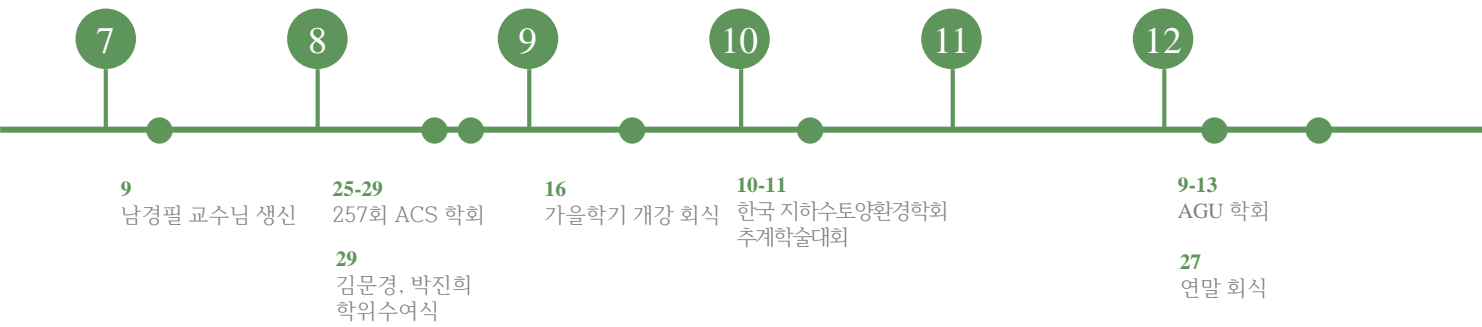 7
8
9
10
11
12
9
남경필 교수님 생신
25-29
257회 ACS 학회
29
김문경, 박진희
학위수여식
16
가을학기 개강 회식
10-11
한국 지하수토양환경학회
추계학술대회
9-13
AGU 학회
27
연말 회식